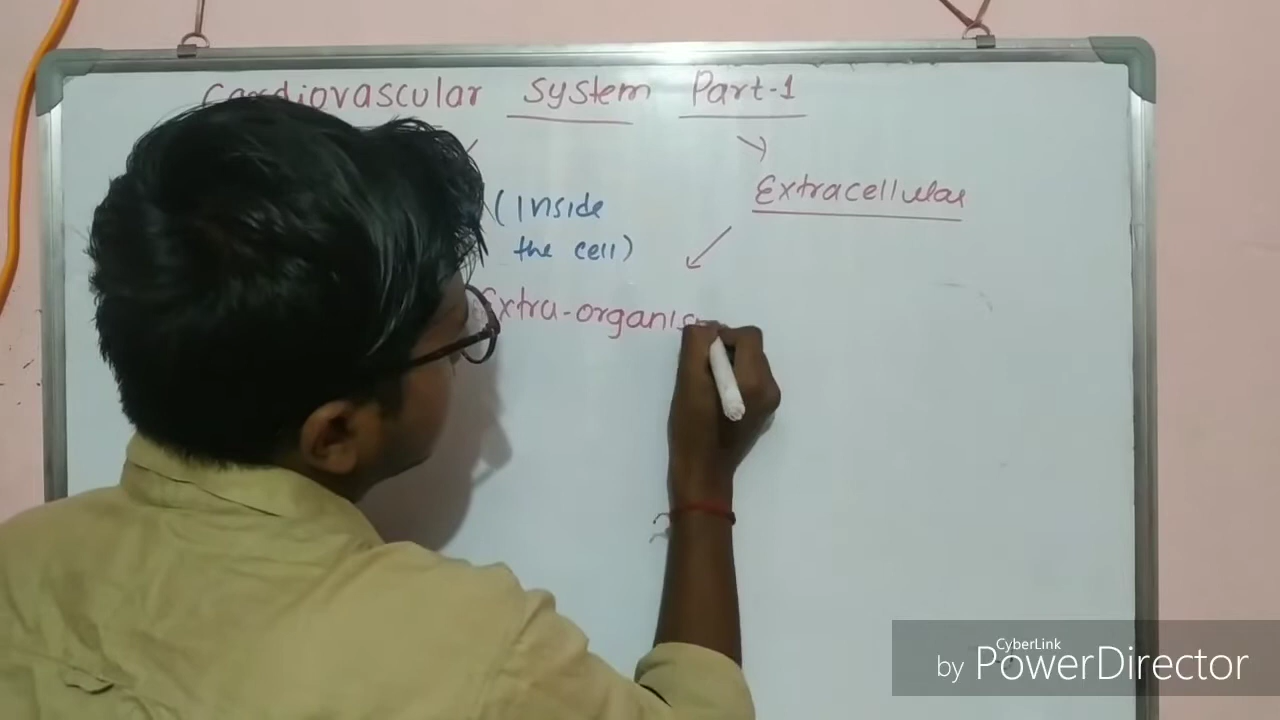 Cardiovascular System Part-1
Extracellular
(Inside
the cell)
Extra-organis
CyberLink
by PowerDirector